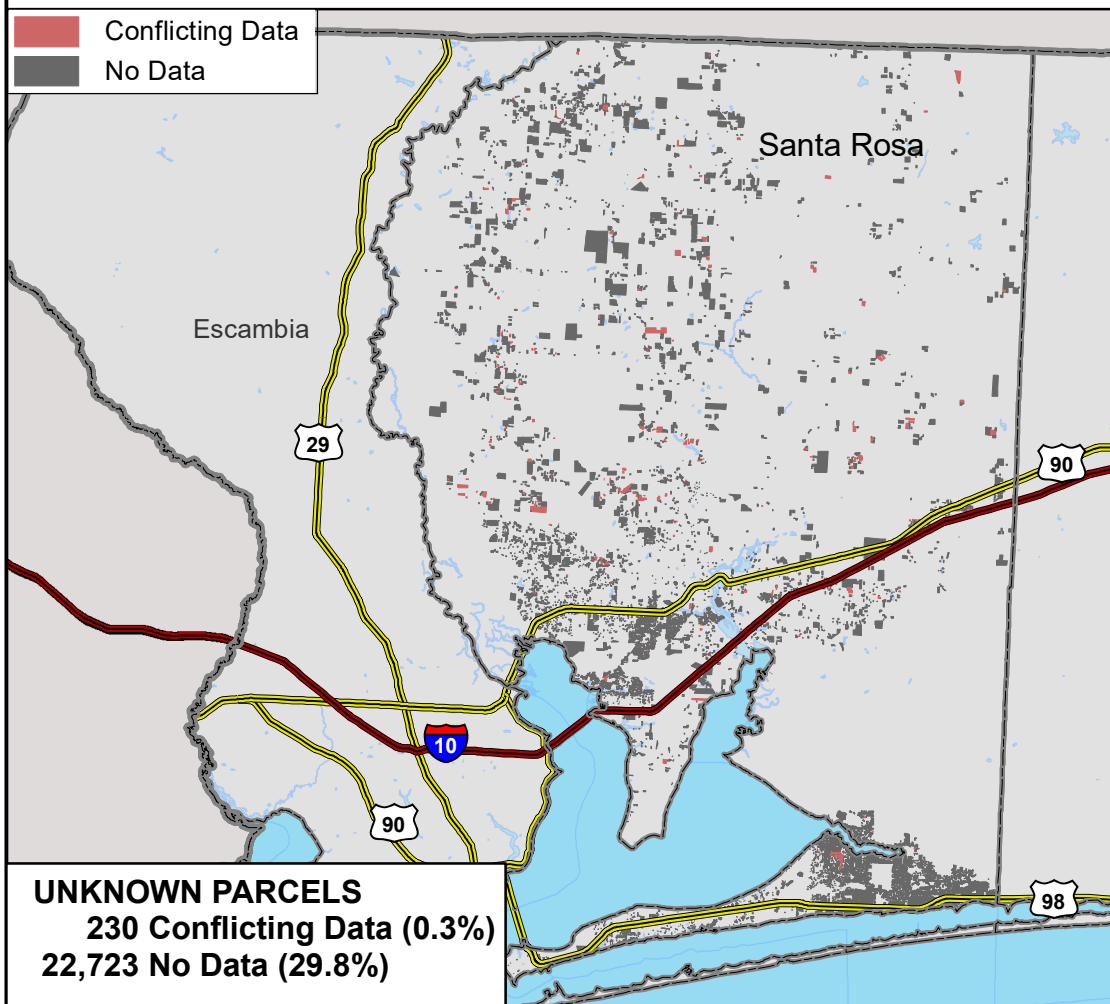 Conflicting Data
No Data
Santa Rosa
Escambia
29
90
10
90
98
UNKNOWN PARCELS
230 Conflicting Data (0.3%)
22,723 No Data (29.8%)